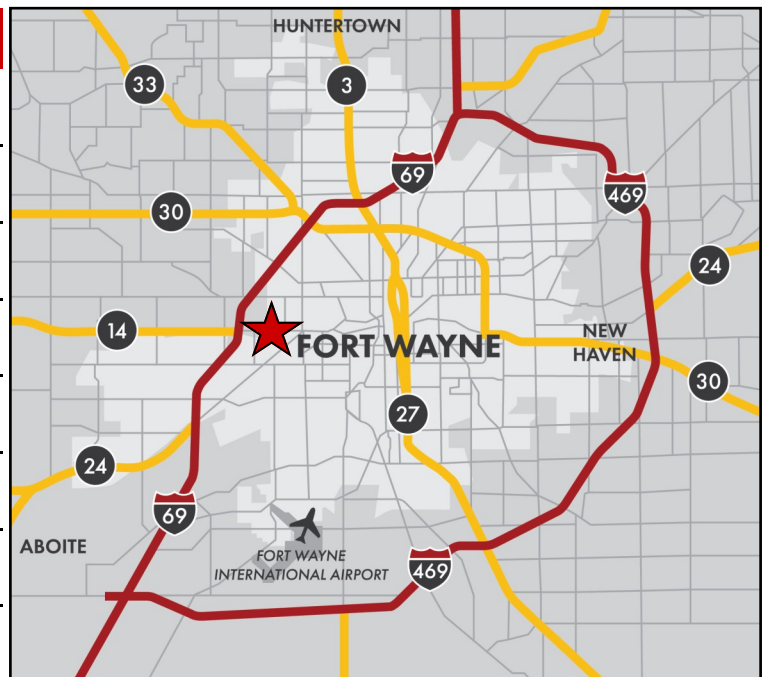 HUNTERTOWN
33
3
69
469
30
24
14
FORT WAYNE
NEW
HAVEN
30
27
24
69
ABOITE
FORT WAYNE
INTERNATIONAL AIRPORT
469